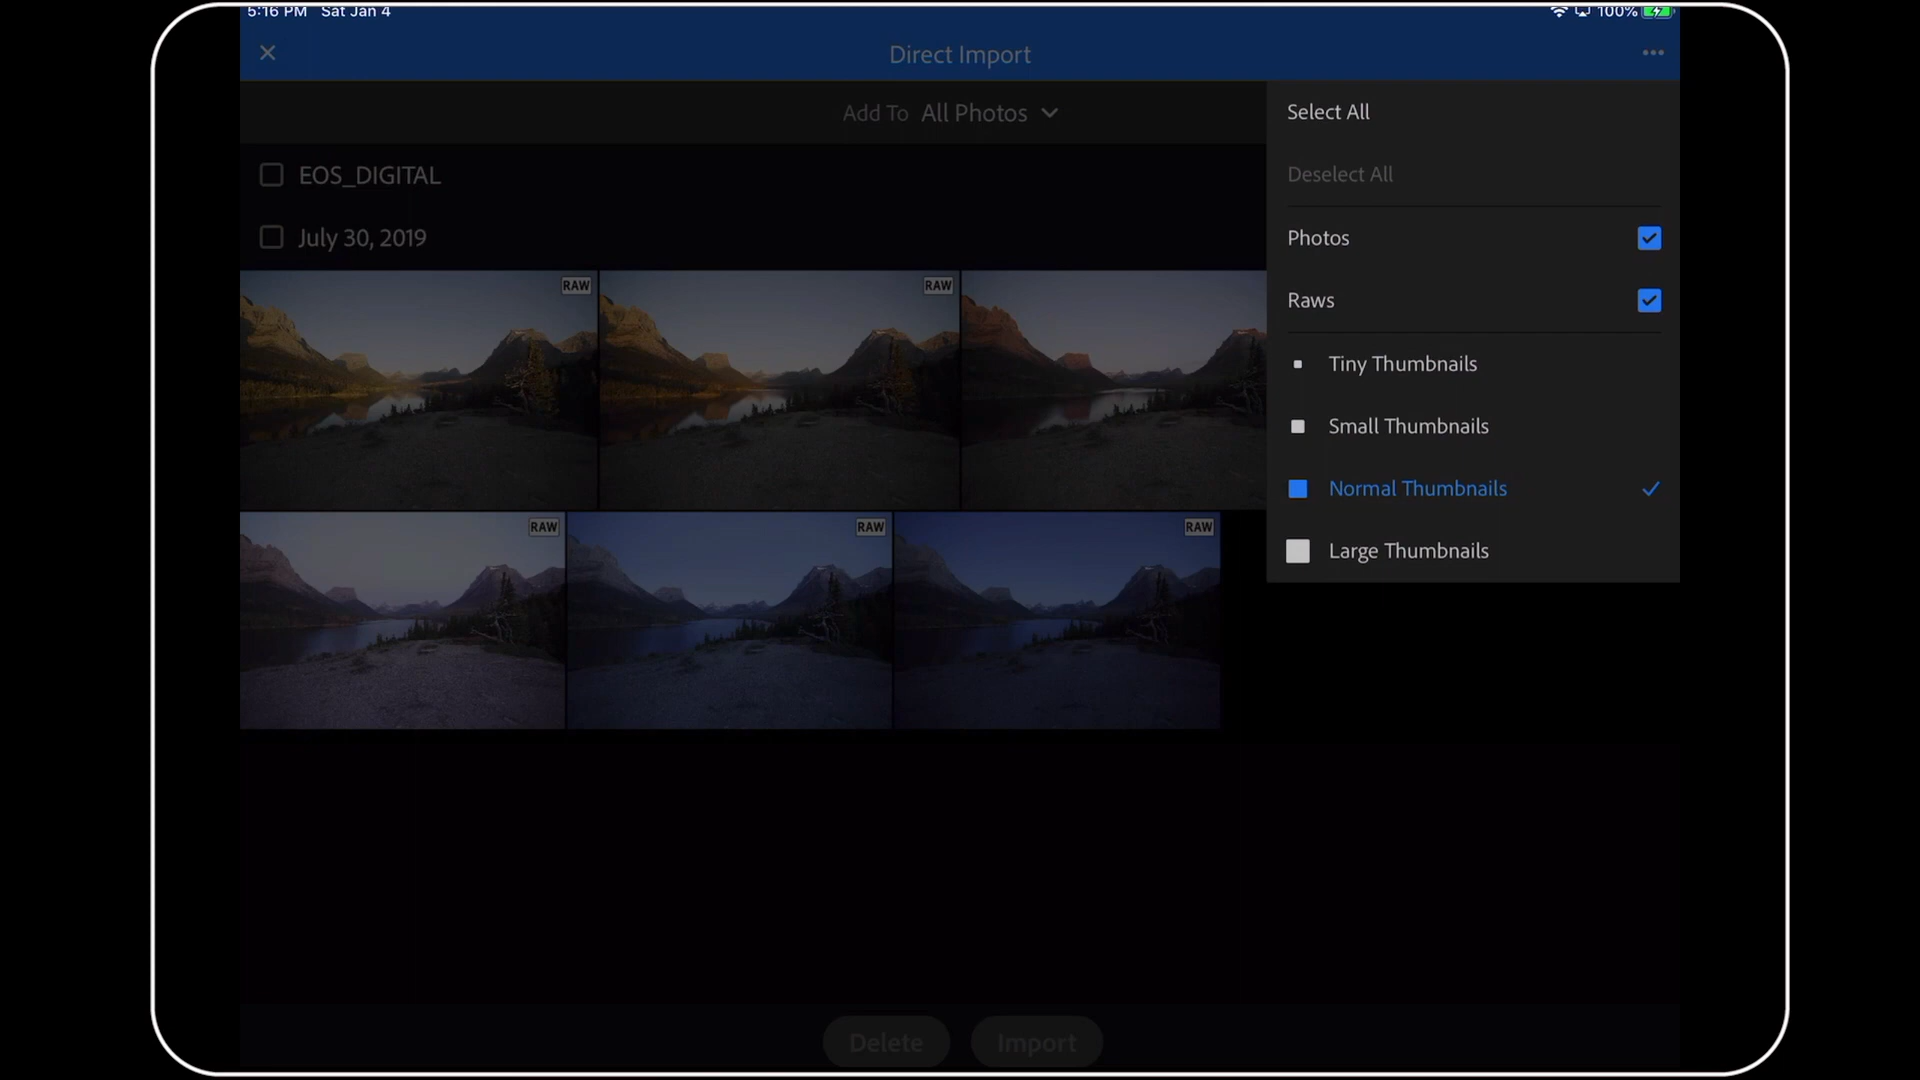 5:16 PM Sat Jan 4
100%
Direct Import
Add To All Photos
Select All
EOS_DIGITAL
Deselect All
July 30, 2019
Photos
RAW
RAW
Raws
Tiny Thumbnails
Small Thumbnails
Normal Thumbnails
RAW
RAW
RAW
Large Thumbnails
Delete
Import